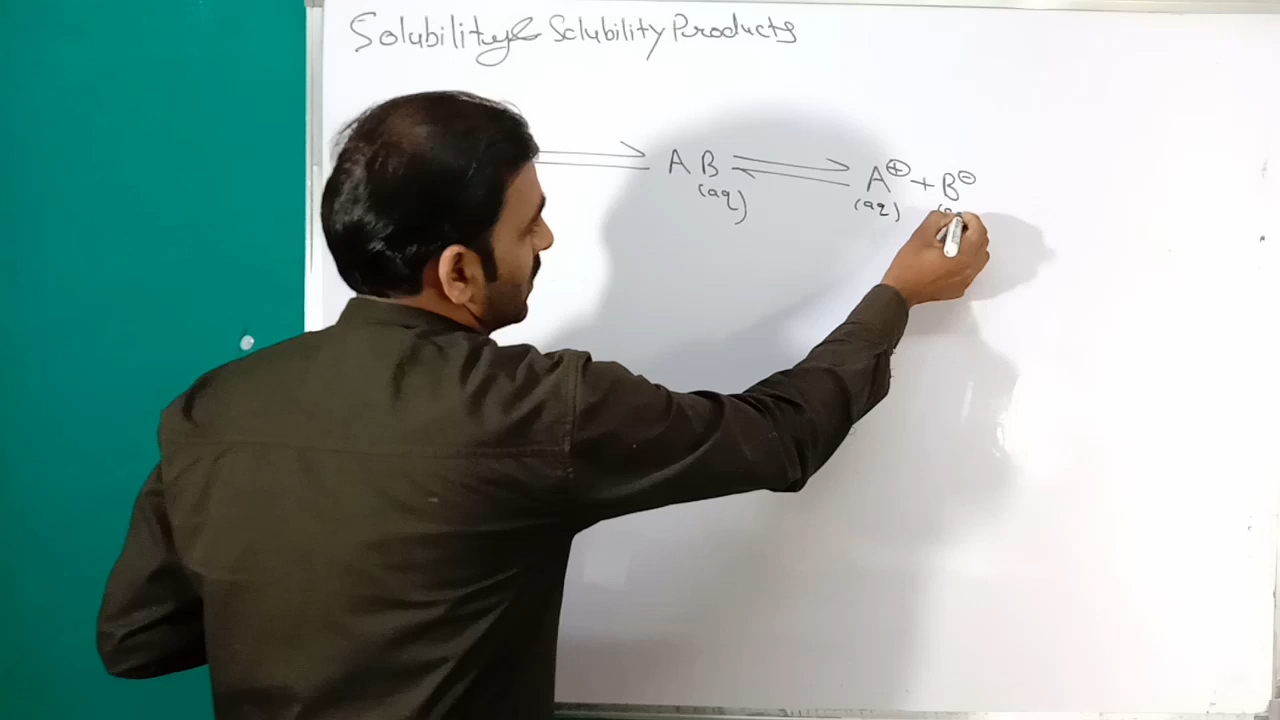 Solubility & Solubility Products
⇌ AB ⇌ A⊕ + B⊖
(aq) (aq)